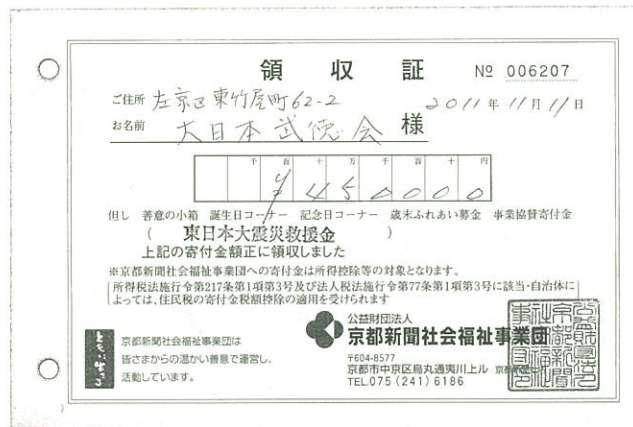 領収証 № 006207
ご住所 左京区東竹屋町62-2 2011年11月11日
お名前 大日本武徳会 様
千 百 十 万 千 百 十 円
¥ 4 5 0 0 0 0
但し 善意の小箱 誕生日コーナー 記念日コーナー 歳末ふれあい募金 事業協賛寄付金
( 東日本大震災救援金 )
上記の寄付金額正に領収しました
※京都新聞社会福祉事業団への寄付金は所得控除等の対象となります。
所得税法施行令第217条第1項第3号及び法人税法施行令第77条第1項第3号に該当・自治体に
よっては、住民税の寄付金税額控除の適用を受けられます
ともに生きる
京都新聞社会福祉事業団は
皆さまからの温かい善意で運営し、
活動しています。
公益財団法人
京都新聞社会福祉事業団
〒604-8577
京都市中京区烏丸通夷川上ル
TEL.075(241)6186